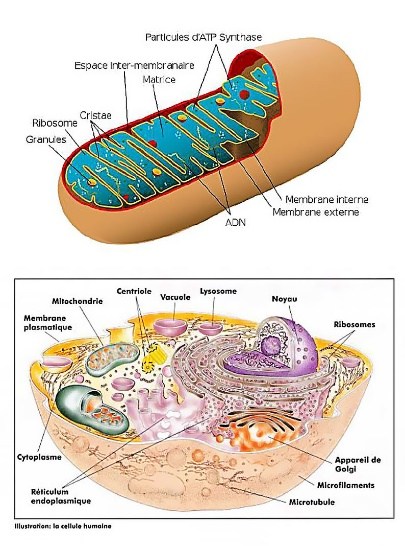 Particules d'ATP Synthase
Espace Inter-membranaire
Matrice
Cristae
Ribosome
Granules
Membrane interne
Membrane externe
ADN
Centriole
Vacuole
Lysosome
Mitochondrie
Noyau
Membrane
plasmatique
Ribosomes
Cytoplasme
Appareil de
Golgi
Réticulum
endoplasmique
Microfilaments
Microtubule
Illustration: la cellule humaine